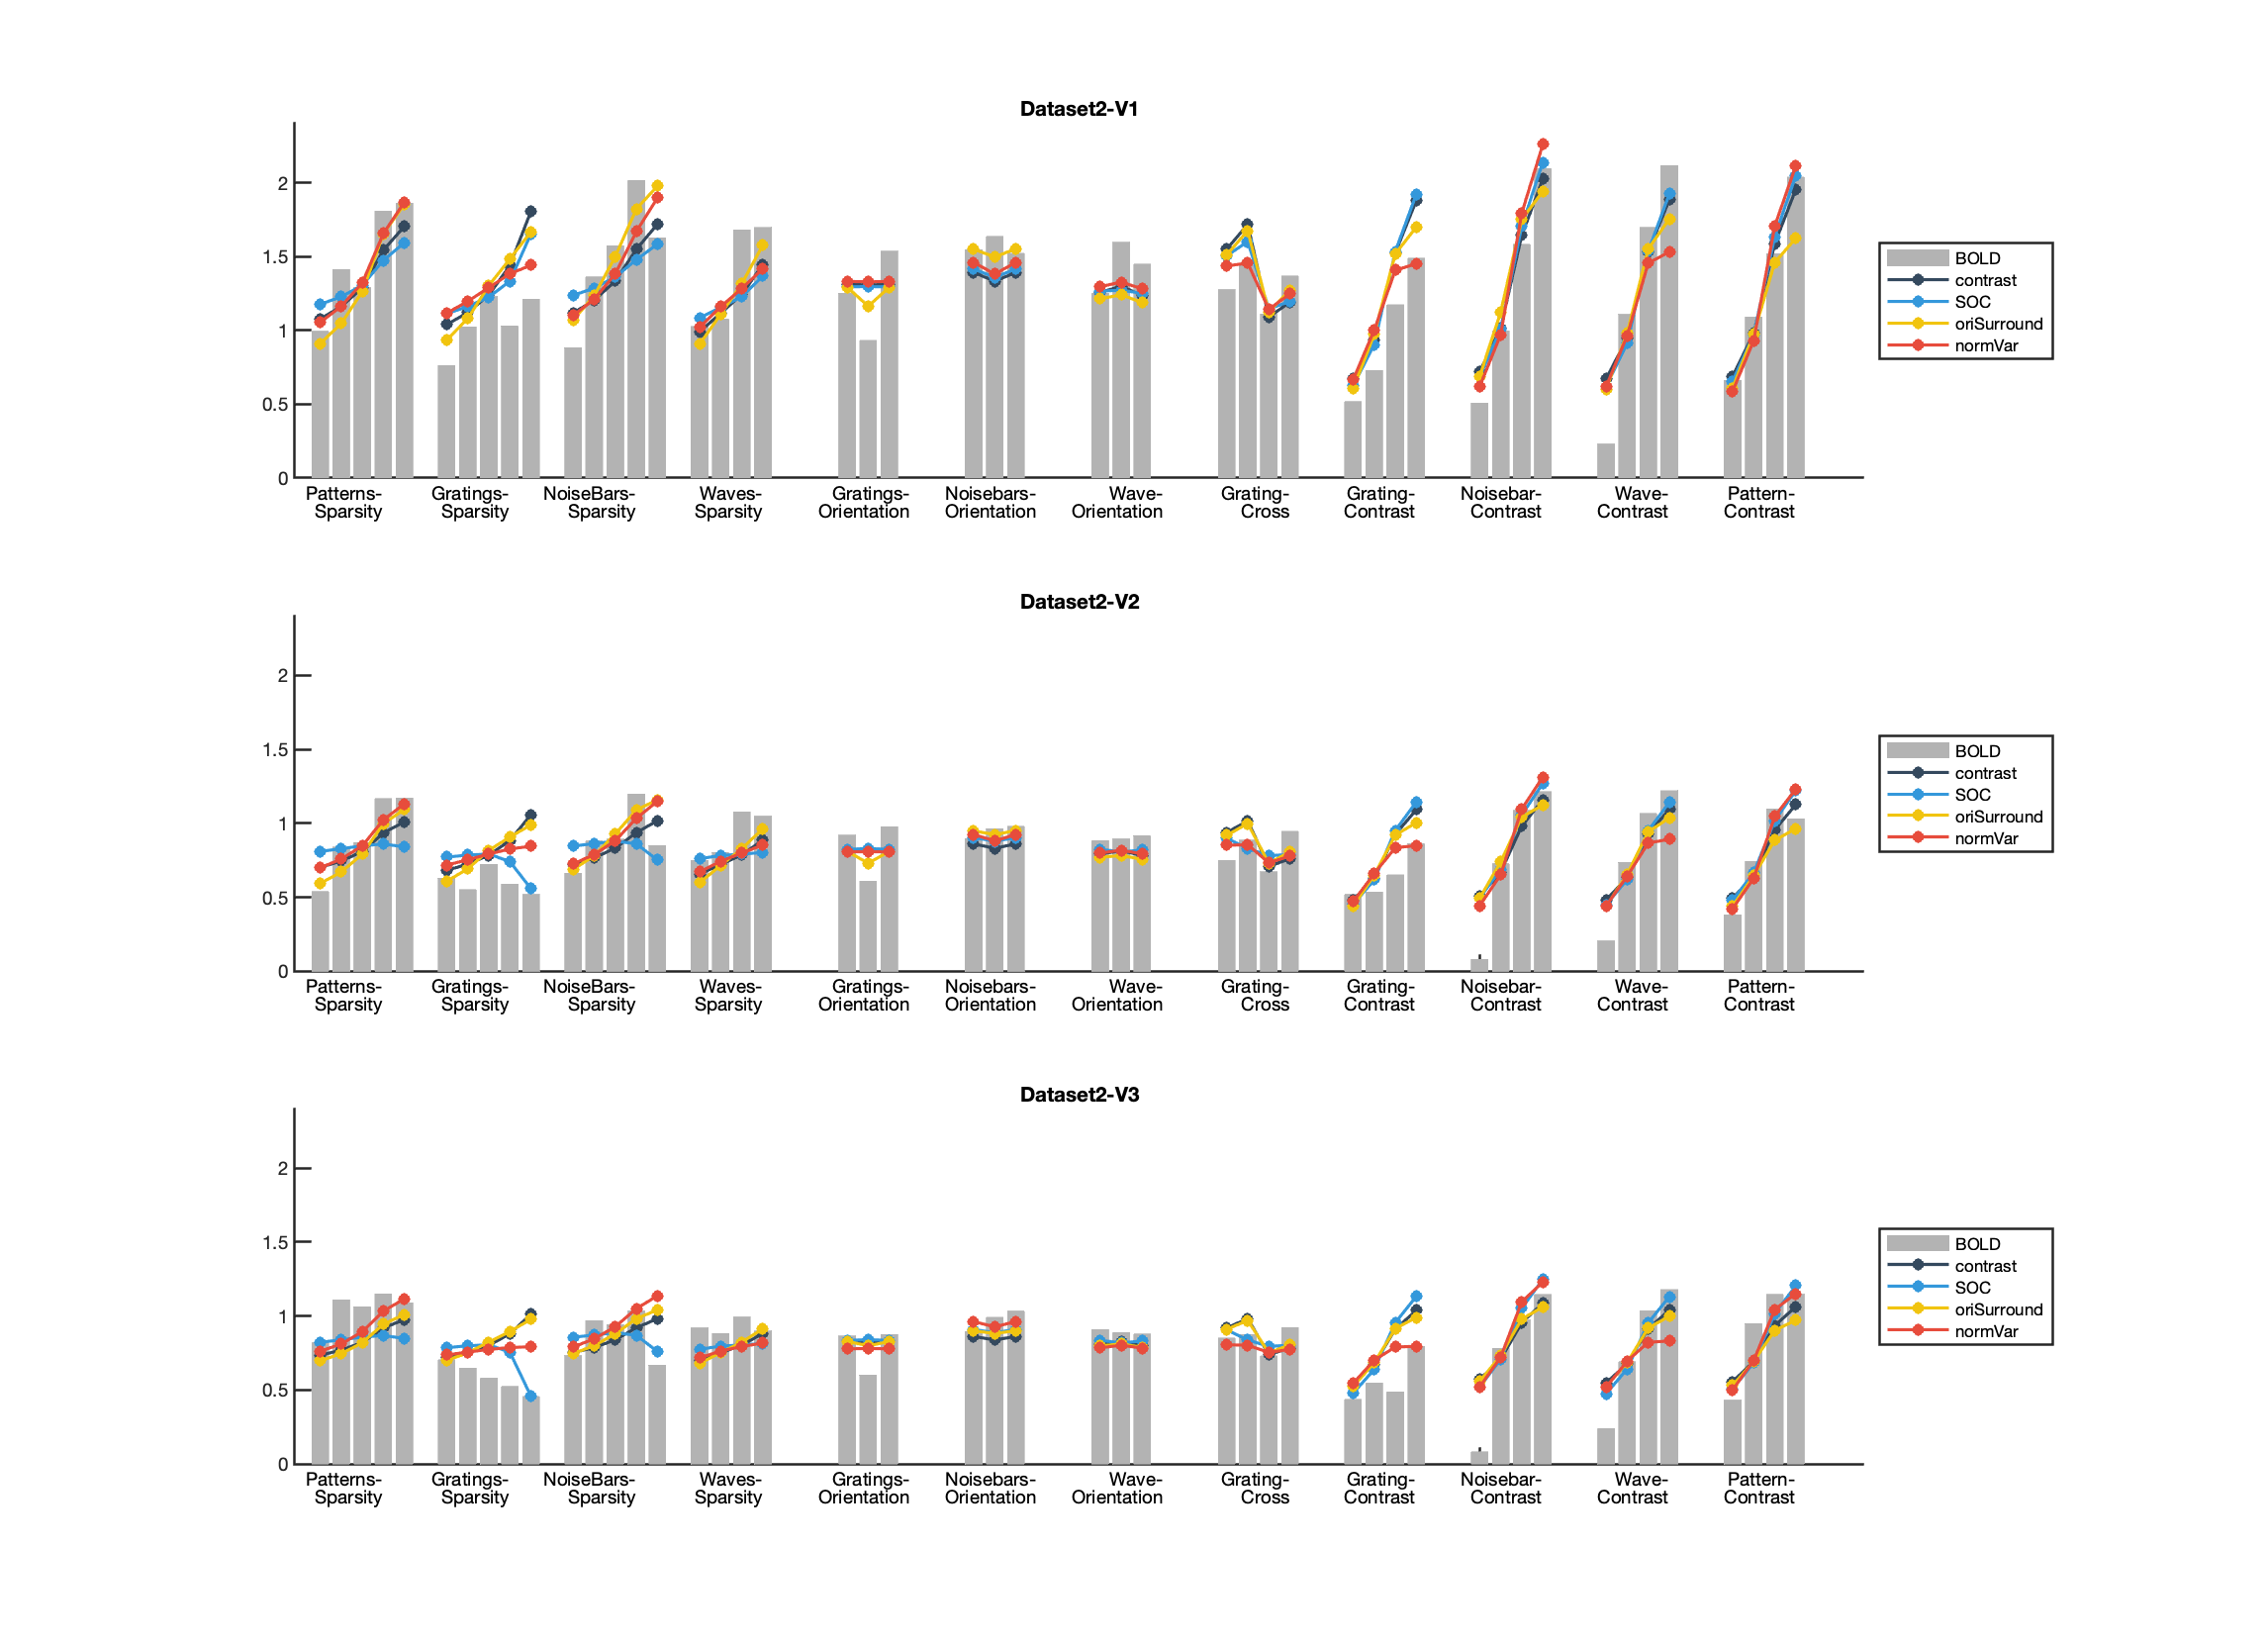 Dataset2-V1
2
1.5
1
0.5
0
Patterns-
Sparsity
Gratings-
Sparsity
NoiseBars-
Sparsity
Waves-
Sparsity
Gratings-
Orientation
Noisebars-
Orientation
Wave-
Orientation
Grating-
Cross
Grating-
Contrast
Noisebar-
Contrast
Wave-
Contrast
Pattern-
Contrast
BOLD
contrast
SOC
oriSurround
normVar
Dataset2-V2
2
1.5
1
0.5
0
Patterns-
Sparsity
Gratings-
Sparsity
NoiseBars-
Sparsity
Waves-
Sparsity
Gratings-
Orientation
Noisebars-
Orientation
Wave-
Orientation
Grating-
Cross
Grating-
Contrast
Noisebar-
Contrast
Wave-
Contrast
Pattern-
Contrast
BOLD
contrast
SOC
oriSurround
normVar
Dataset2-V3
2
1.5
1
0.5
0
Patterns-
Sparsity
Gratings-
Sparsity
NoiseBars-
Sparsity
Waves-
Sparsity
Gratings-
Orientation
Noisebars-
Orientation
Wave-
Orientation
Grating-
Cross
Grating-
Contrast
Noisebar-
Contrast
Wave-
Contrast
Pattern-
Contrast
BOLD
contrast
SOC
oriSurround
normVar